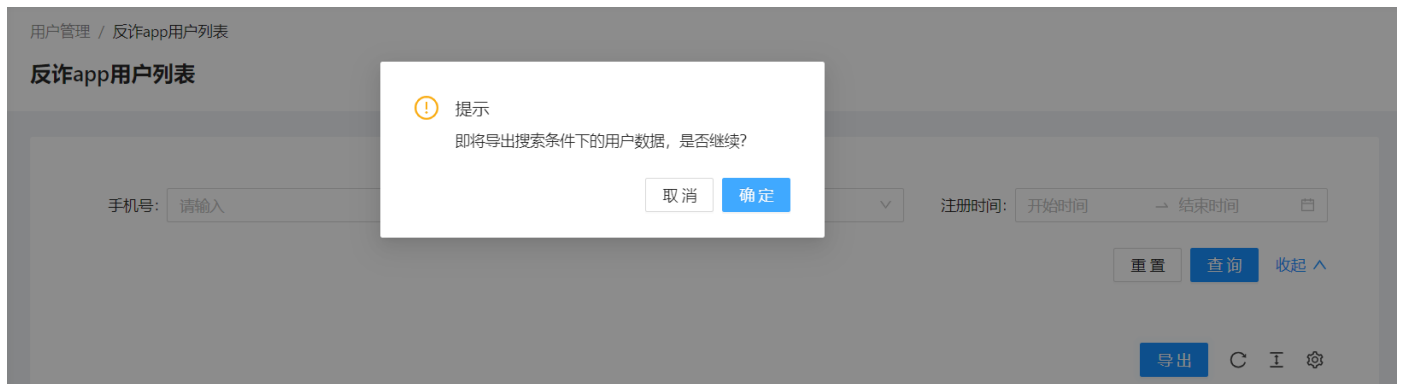 用户管理 / 反诈app用户列表
反诈app用户列表
提示
即将导出搜索条件下的用户数据，是否继续?
取消 确定
手机号: 请输入 注册时间: 开始时间 → 结束时间
重置 查询 收起
导出